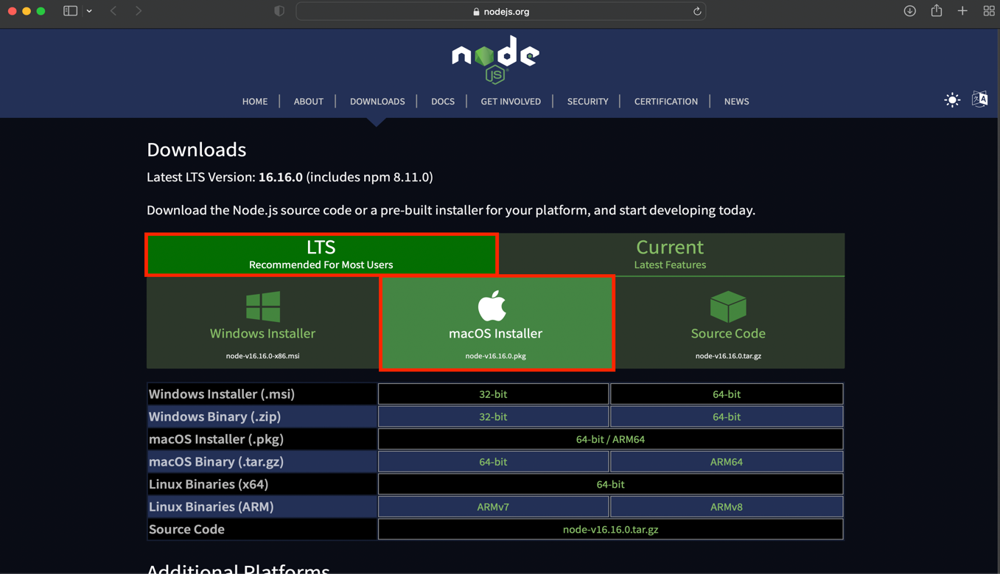 nodejs.org
node
JS
HOME
ABOUT
DOWNLOADS
DOCS
GET INVOLVED
SECURITY
CERTIFICATION
NEWS
Downloads
Latest LTS Version: 16.16.0 (includes npm 8.11.0)
Download the Node.js source code or a pre-built installer for your platform, and start developing today.
LTS
Recommended For Most Users
Current
Latest Features
Windows Installer
node-v16.16.0-x86.msi
macOS Installer
node-v16.16.0.pkg
Source Code
node-v16.16.0.tar.gz
Windows Installer (.msi) 32-bit 64-bit
Windows Binary (.zip) 32-bit 64-bit
macOS Installer (.pkg) 64-bit / ARM64
macOS Binary (.tar.gz) 64-bit ARM64
Linux Binaries (x64) 64-bit
Linux Binaries (ARM) ARMv7 ARMv8
Source Code node-v16.16.0.tar.gz
Additional Platforms